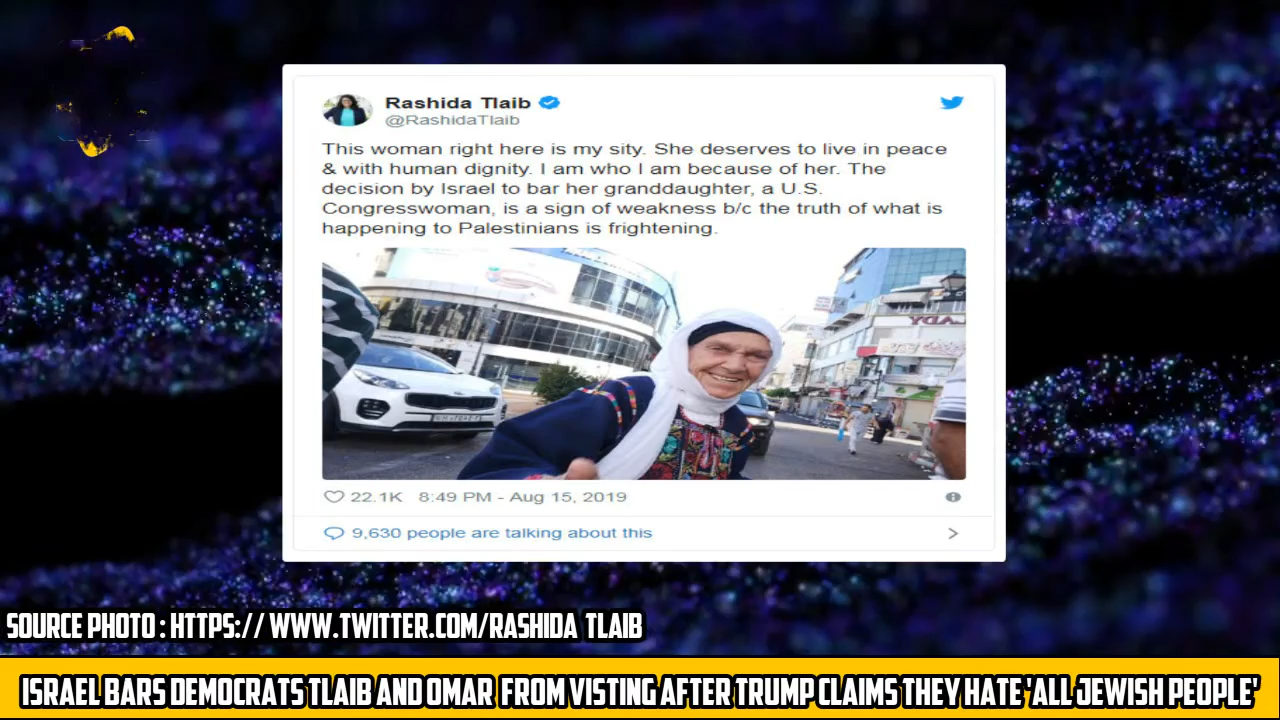 Rashida Tlaib
@RashidaTlaib
This woman right here is my sity. She deserves to live in peace
& with human dignity. I am who I am because of her. The
decision by Israel to bar her granddaughter, a U.S.
Congresswoman, is a sign of weakness b/c the truth of what is
happening to Palestinians is frightening.
22.1K 8:49 PM - Aug 15, 2019
9,630 people are talking about this
SOURCE PHOTO : HTTPS:// WWW.TWITTER.COM/RASHIDA TLAIB
ISRAEL BARS DEMOCRATS TLAIB AND OMAR FROM VISTING AFTER TRUMP CLAIMS THEY HATE 'ALL JEWISH PEOPLE'